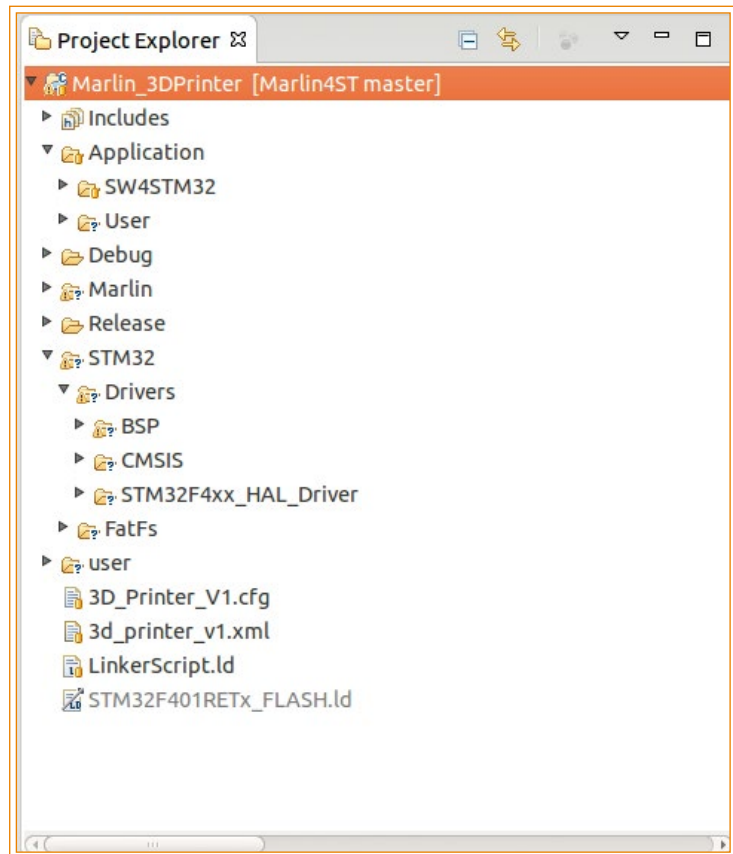 Project Explorer
Marlin_3DPrinter [Marlin4ST master]
Includes
Application
SW4STM32
User
Debug
Marlin
Release
STM32
Drivers
BSP
CMSIS
STM32F4xx_HAL_Driver
FatFs
user
3D_Printer_V1.cfg
3d_printer_v1.xml
LinkerScript.ld
STM32F401RETx_FLASH.ld